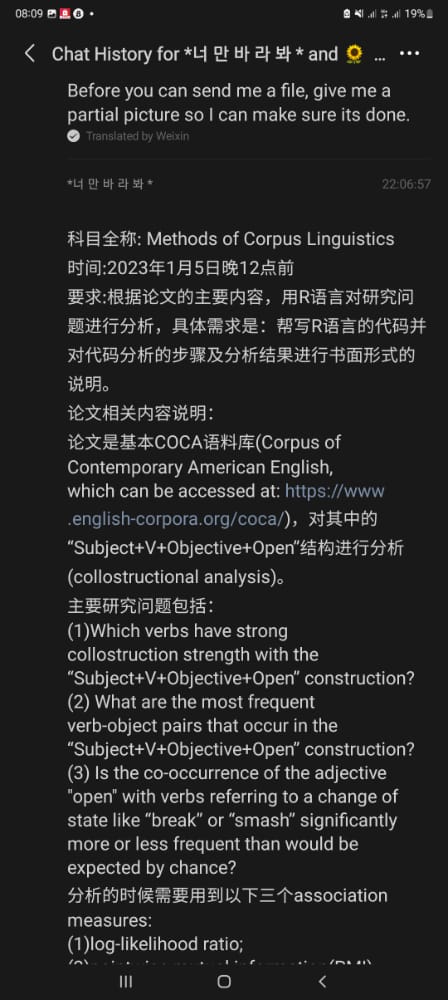 08:09
19%
Chat History for *너 만 바 라 봐 * and 🌻 ...
Before you can send me a file, give me a
partial picture so I can make sure its done.
Translated by Weixin
*너 만 바 라 봐 *
22:06:57
科目全称: Methods of Corpus Linguistics
时间:2023年1月5日晚12点前
要求:根据论文的主要内容，用R语言对研究问
题进行分析，具体需求是：帮写R语言的代码并
对代码分析的步骤及分析结果进行书面形式的
说明。
论文相关内容说明：
论文是基本COCA语料库(Corpus of
Contemporary American English,
which can be accessed at: https://www
.english-corpora.org/coca/)，对其中的
“Subject+V+Objective+Open”结构进行分析
(collostructional analysis)。
主要研究问题包括：
(1)Which verbs have strong
collostruction strength with the
“Subject+V+Objective+Open” construction?
(2) What are the most frequent
verb-object pairs that occur in the
“Subject+V+Objective+Open” construction?
(3) Is the co-occurrence of the adjective
"open" with verbs referring to a change of
state like “break” or “smash” significantly
more or less frequent than would be
expected by chance?
分析的时候需要用到以下三个association
measures:
(1)log-likelihood ratio;